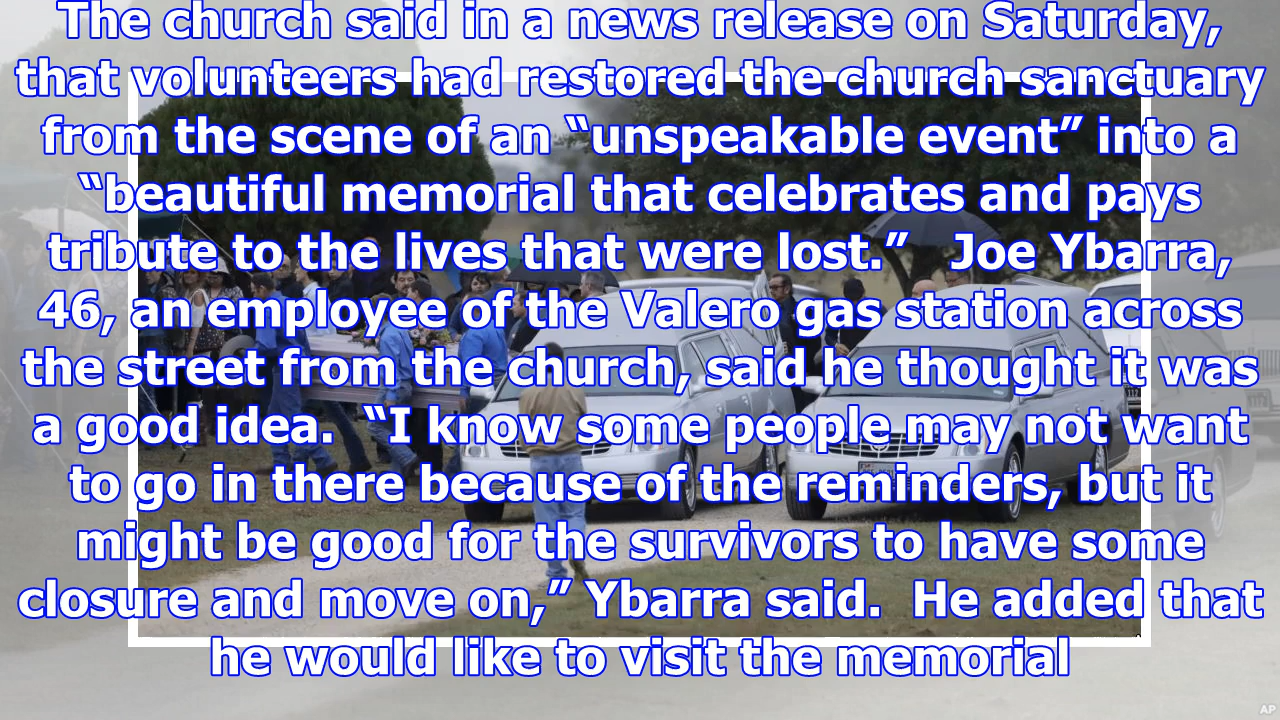 The church said in a news release on Saturday,
that volunteers had restored the church sanctuary
from the scene of an “unspeakable event” into a
“beautiful memorial that celebrates and pays
tribute to the lives that were lost.”   Joe Ybarra,
46, an employee of the Valero gas station across
the street from the church, said he thought it was
a good idea.  “I know some people may not want
to go in there because of the reminders, but it
might be good for the survivors to have some
closure and move on,” Ybarra said.  He added that
he would like to visit the memorial
AP